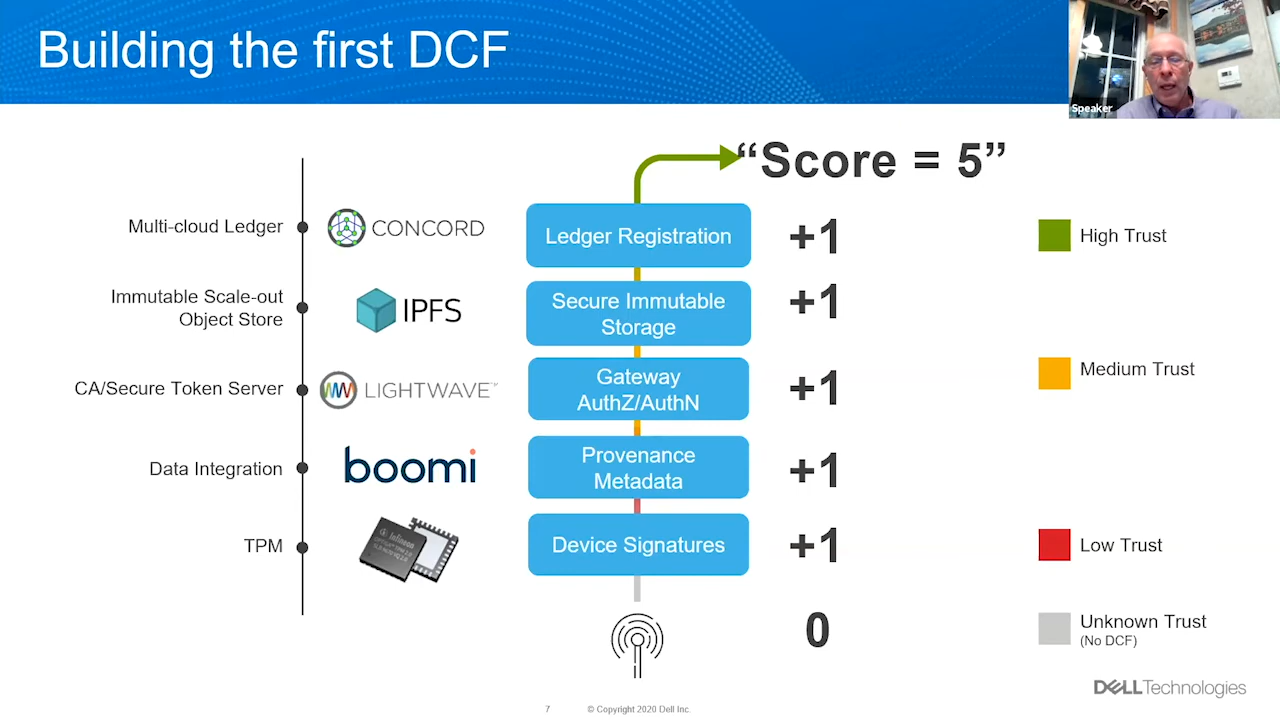 Building the first DCF
Speaker
"Score = 5"
Multi-cloud Ledger
CONCORD
Ledger Registration
+1
High Trust
Immutable Scale-out
Object Store
IPFS
Secure Immutable
Storage
+1
CA/Secure Token Server
LIGHTWAVE™
Gateway
AuthZ/AuthN
+1
Medium Trust
Data Integration
boomi
Provenance
Metadata
+1
TPM
Infineon
Device Signatures
+1
Low Trust
0
Unknown Trust
(No DCF)
DELLTechnologies
7
© Copyright 2020 Dell Inc.